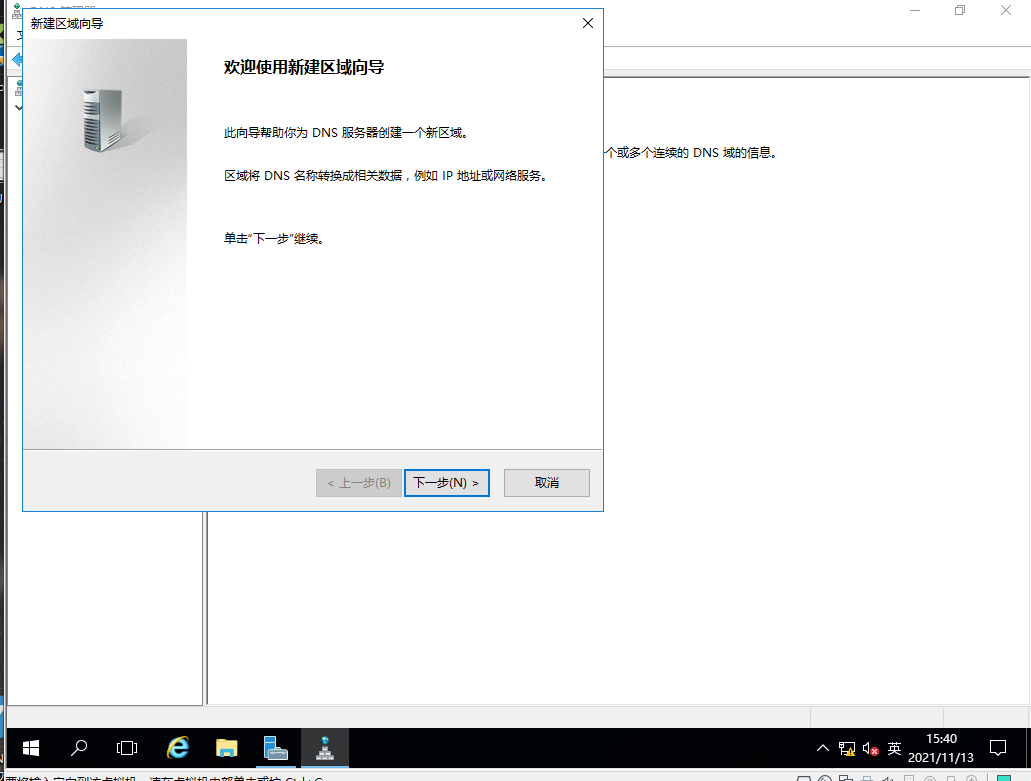 新建区域向导
欢迎使用新建区域向导
此向导帮助你为 DNS 服务器创建一个新区域。
个或多个连续的 DNS 域的信息。
区域将 DNS 名称转换成相关数据，例如 IP 地址或网络服务。
单击“下一步”继续。
< 上一步(B)
下一步(N) >
取消
英
15:40
2021/11/13